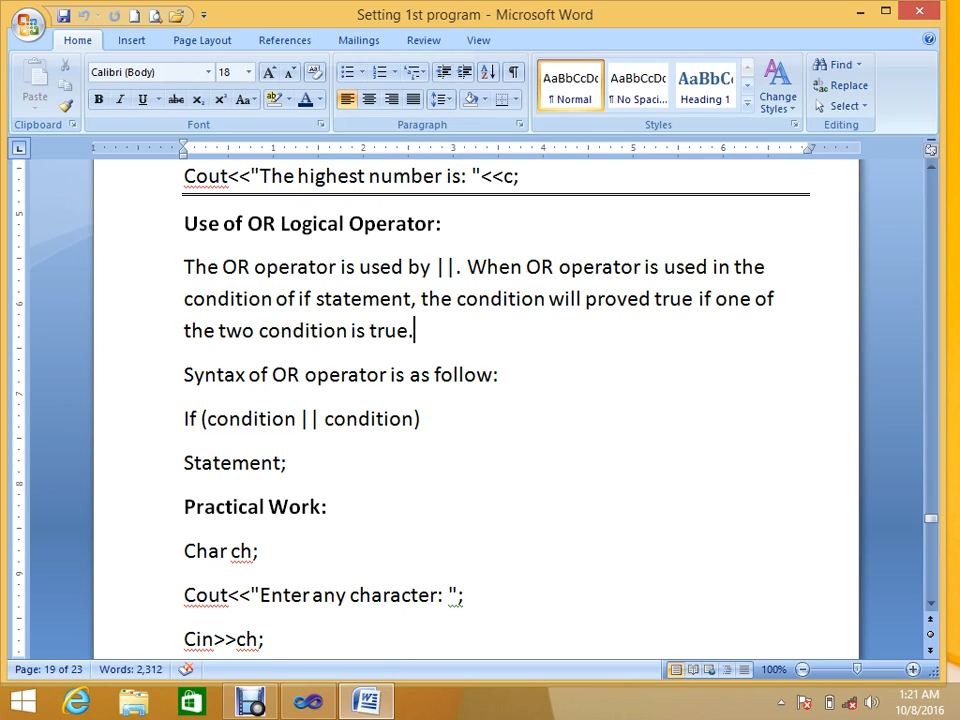 Setting 1st program - Microsoft Word
Home Insert Page Layout References Mailings Review View
Paste
Calibri (Body) 18
AaBbCcDc AaBbCcDc AaBbCc
¶ Normal ¶ No Spaci... Heading 1
Change Styles
Find
Replace
Select
Clipboard Font Paragraph Styles Editing
Cout<<"The highest number is: "<<c;
Use of OR Logical Operator:
The OR operator is used by ||. When OR operator is used in the
condition of if statement, the condition will proved true if one of
the two condition is true.
Syntax of OR operator is as follow:
If (condition || condition)
Statement;
Practical Work:
Char ch;
Cout<<"Enter any character: ";
Cin>>ch;
Page: 19 of 23 Words: 2,312 100%
1:21 AM
10/8/2016